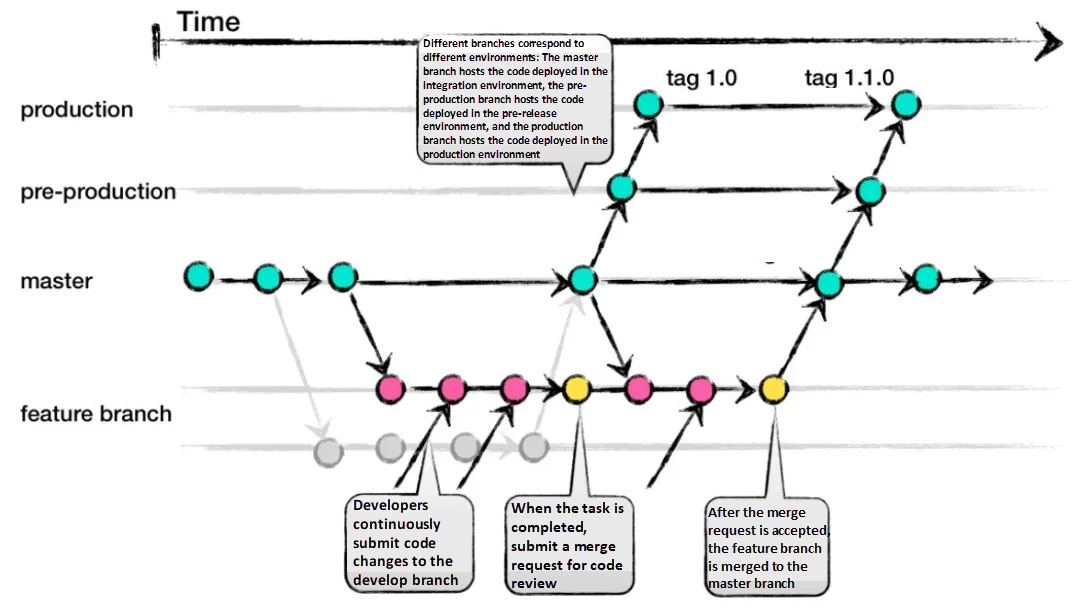 Time
Different branches correspond to
different environments: The master
branch hosts the code deployed in the
integration environment, the pre-
production branch hosts the code
deployed in the pre-release
environment, and the production
branch hosts the code deployed in the
production environment
tag 1.0
tag 1.1.0
production
pre-production
master
feature branch
Developers
continuously
submit code
changes to the
develop branch
When the task is
completed,
submit a merge
request for code
review
After the merge
request is accepted,
the feature branch
is merged to the
master branch